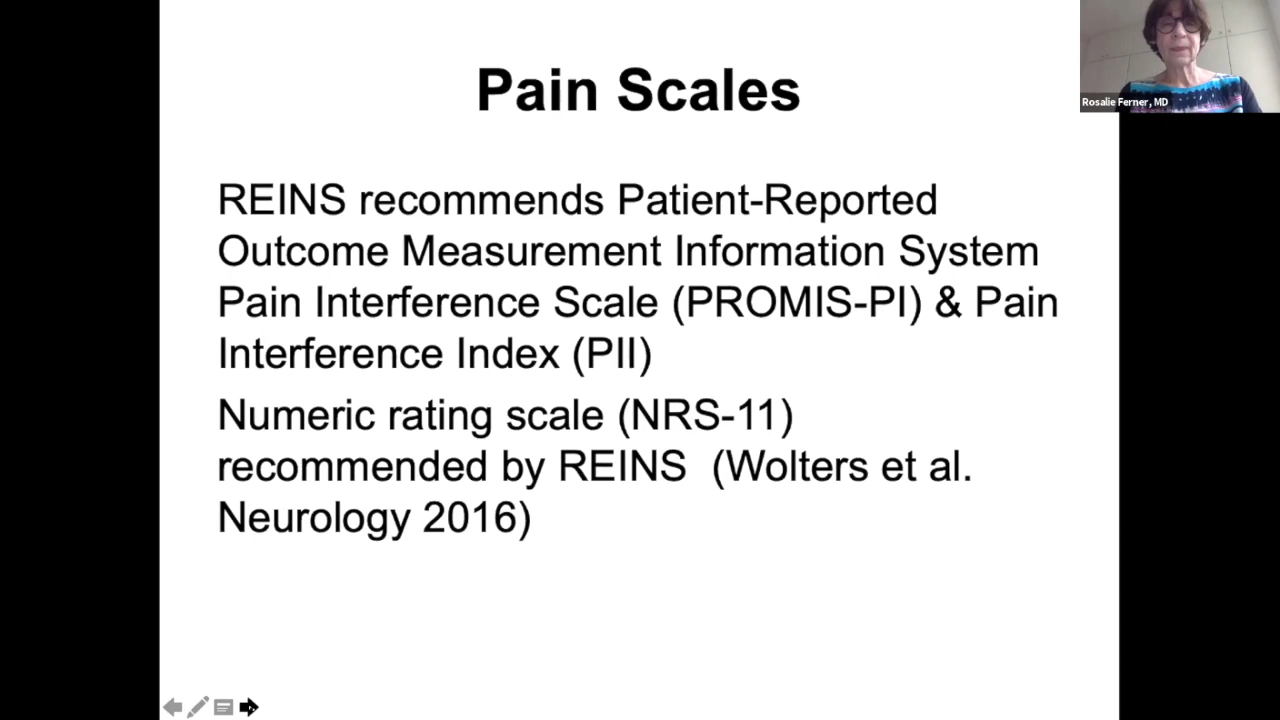 Pain Scales
Rosalie Ferner, MD
REINS recommends Patient-Reported
Outcome Measurement Information System
Pain Interference Scale (PROMIS-PI) & Pain
Interference Index (PII)
Numeric rating scale (NRS-11)
recommended by REINS (Wolters et al.
Neurology 2016)